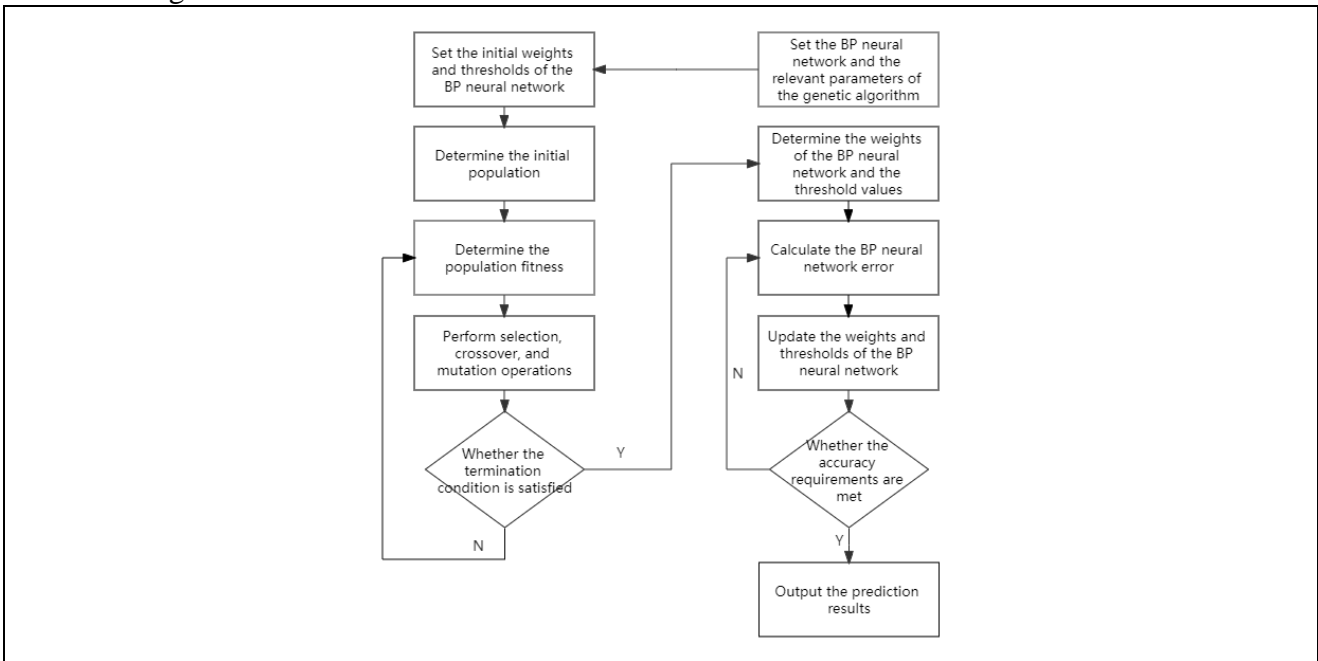 Set the BP neural
network and the
relevant parameters of
the genetic algorithm
Set the initial weights
and thresholds of the
BP neural network
Determine the initial
population
Determine the
population fitness
Perform selection,
crossover, and
mutation operations
Whether the
termination
condition is satisfied
N
Y
Determine the weights
of the BP neural
network and the
threshold values
Calculate the BP neural
network error
Update the weights and
thresholds of the BP
neural network
N
Whether the
accuracy
requirements are
met
Y
Output the prediction
results